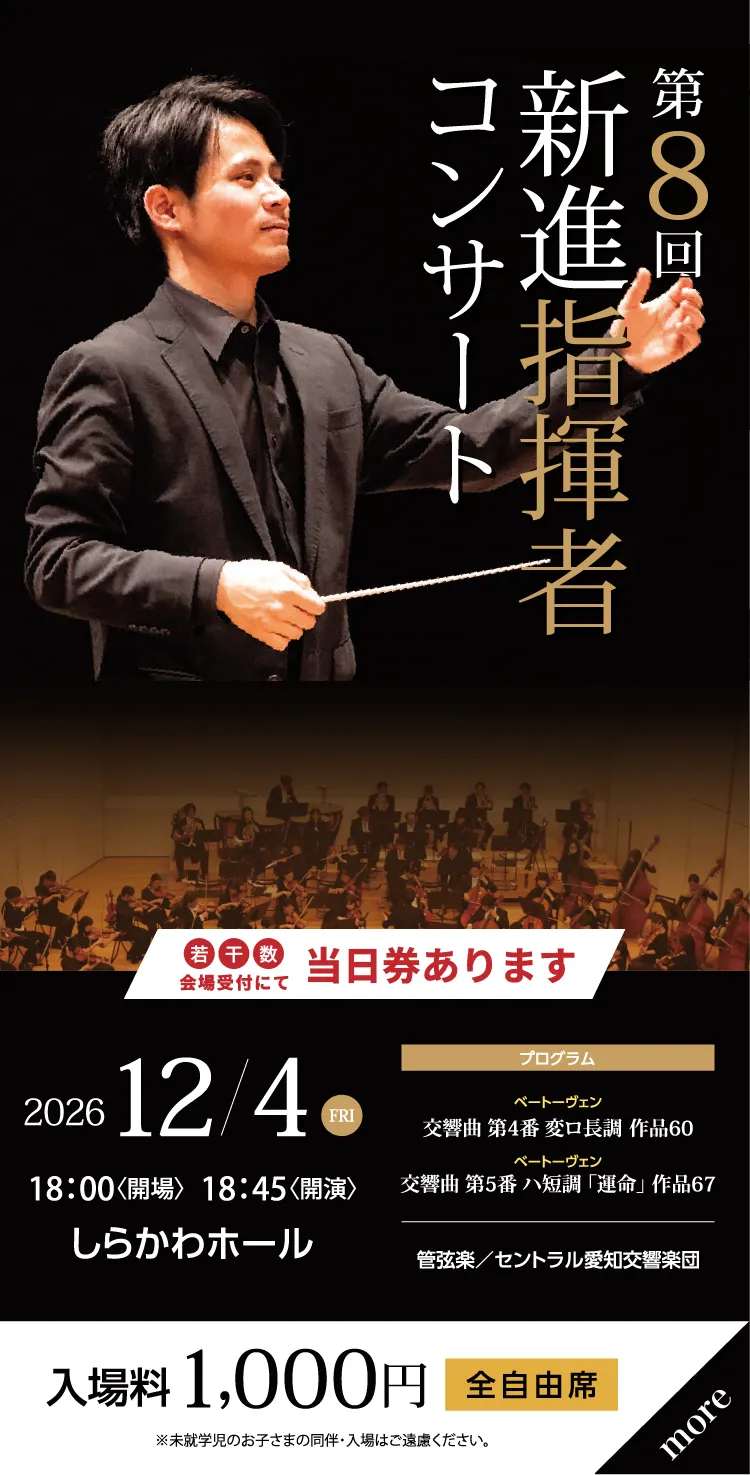 第8回
新進指揮者
コンサート
若干数
会場受付にて
当日券あります
2026 12/4 FRI
18:00〈開場〉 18:45〈開演〉
しらかわホール
プログラム
ベートーヴェン
交響曲 第4番 変ロ長調 作品60
ベートーヴェン
交響曲 第5番 ハ短調「運命」作品67
管弦楽／セントラル愛知交響楽団
入場料 1,000円 全自由席
※未就学児のお子さまの同伴・入場はご遠慮ください。
more